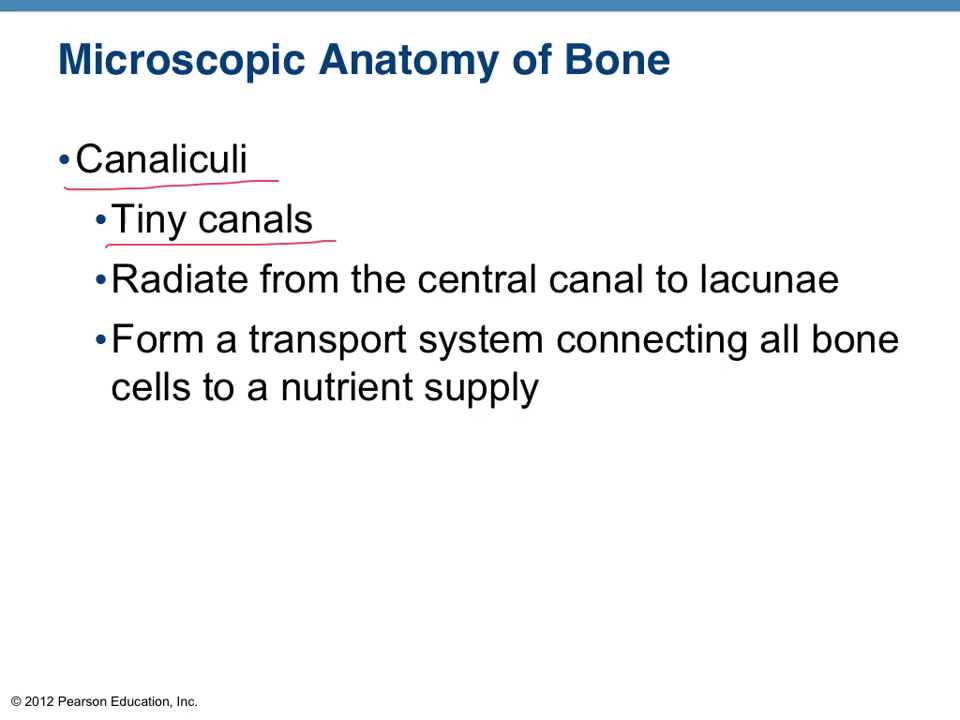 Microscopic Anatomy of Bone
•Canaliculi
•Tiny canals
•Radiate from the central canal to lacunae
•Form a transport system connecting all bone
cells to a nutrient supply
© 2012 Pearson Education, Inc.